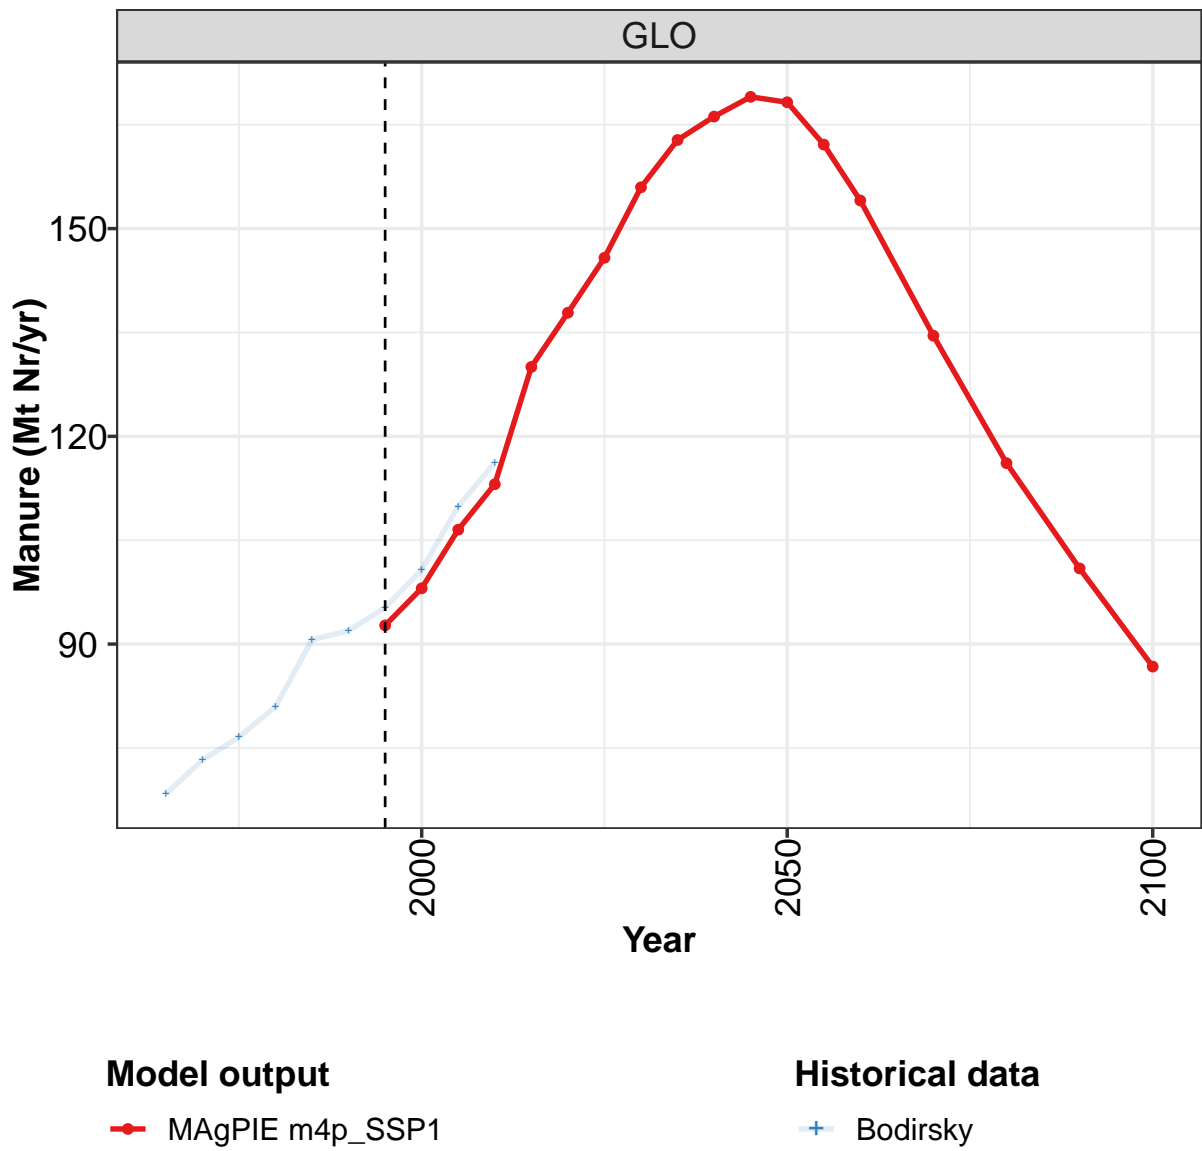 GLO
150
120
90
Manure (Mt Nr/yr)
2000
2050
2100
Year
Model output
MAgPIE m4p_SSP1
Historical data
Bodirsky